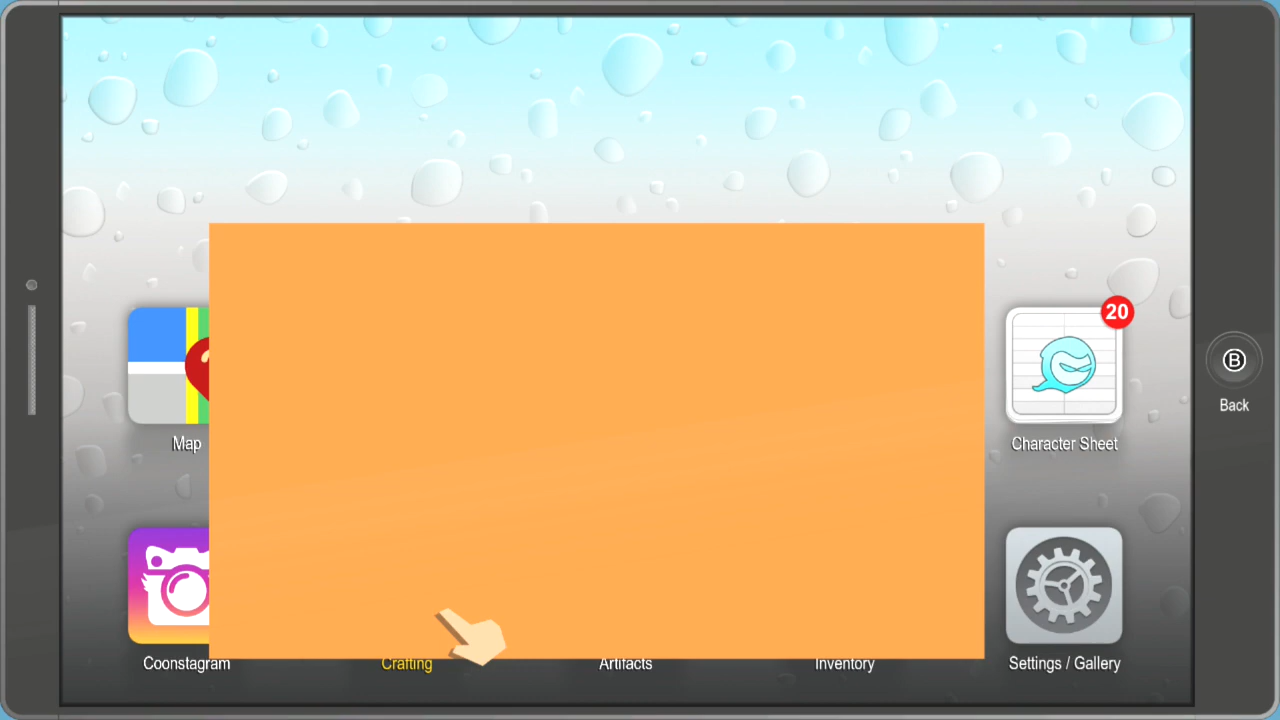 20
B
Back
Map
Character Sheet
Coonstagram
Crafting
Artifacts
Inventory
Settings / Gallery